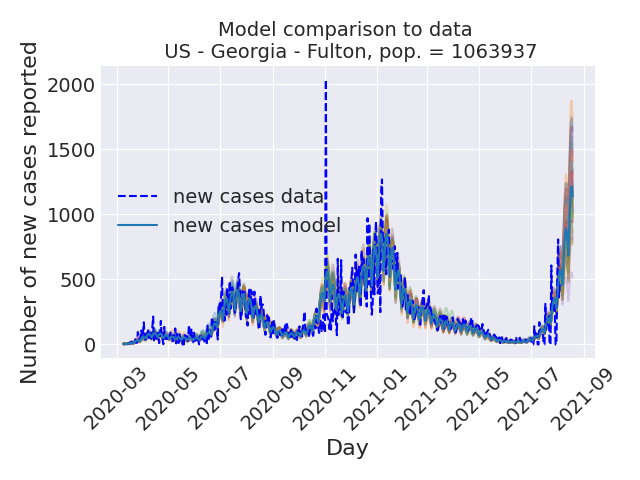 Model comparison to data
US - Georgia - Fulton, pop. = 1063937
Number of new cases reported
2000
1500
1000
500
0
new cases data
new cases model
2020-03
2020-05
2020-07
2020-09
2020-11
2021-01
2021-03
2021-05
2021-07
2021-09
Day